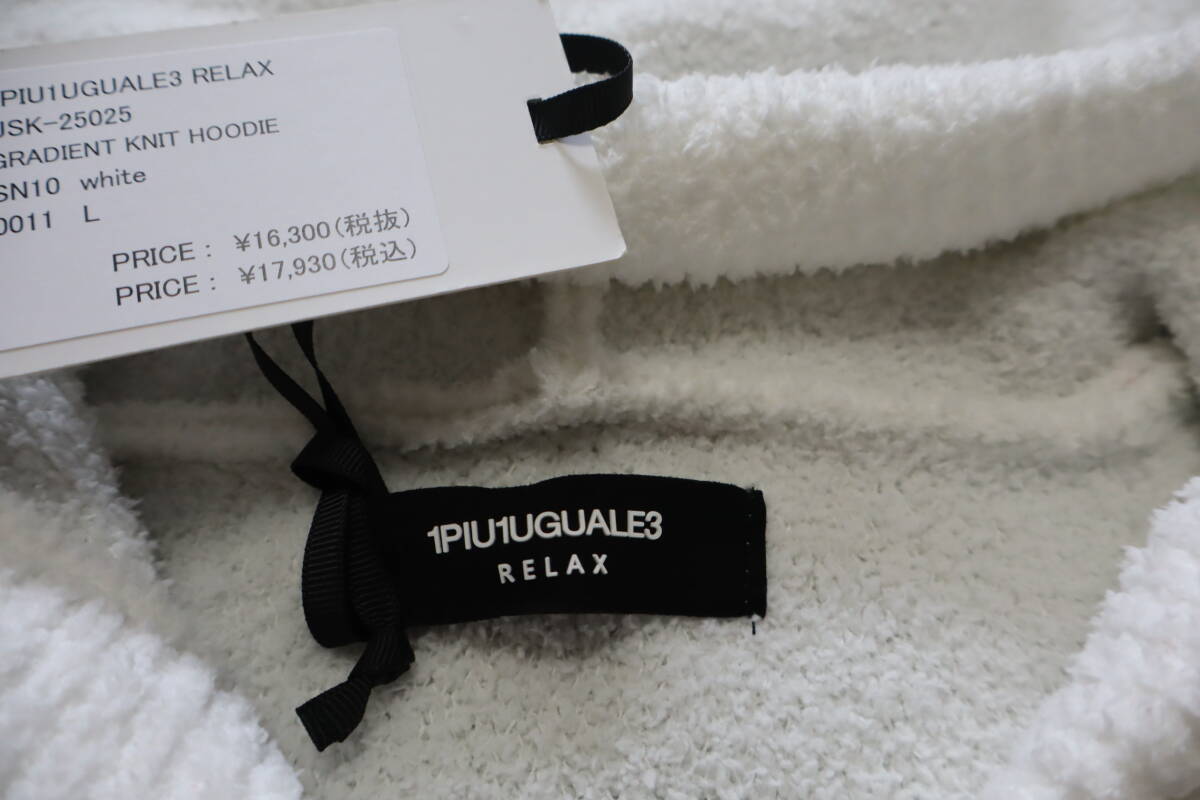 PIU1UGUALE3 RELAX
USK-25025
GRADIENT KNIT HOODIE
SN10 white
0011 L
PRICE : ¥16,300(税抜)
PRICE : ¥17,930(税込)
1PIU1UGUALE3
RELAX